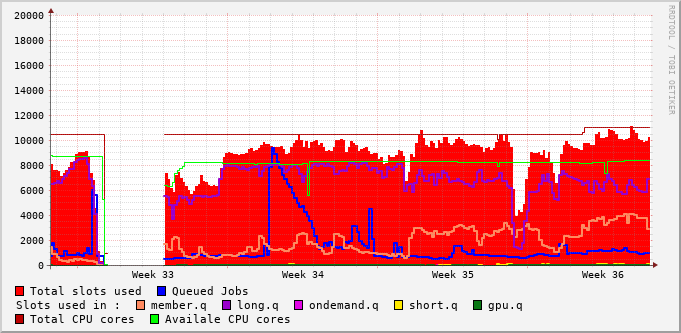 20000
18000
16000
14000
12000
10000
8000
6000
4000
2000
0
Week 33 Week 34 Week 35 Week 36
RRDTOOL / TOBI OETIKER
Total slots used Queued Jobs
Slots used in : member.q long.q ondemand.q short.q gpu.q
Total CPU cores Availale CPU cores